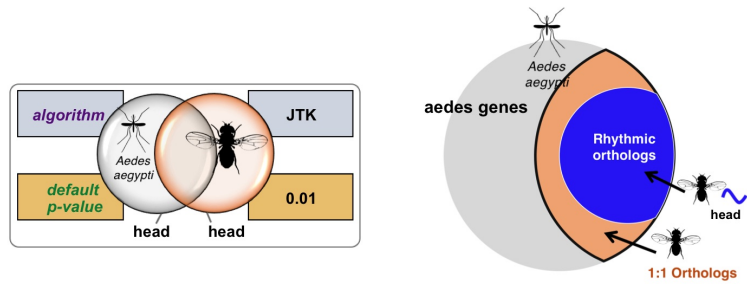 algorithm
JTK
Aedes
aegypti
default
p-value
0.01
head
head
Aedes
aegypti
aedes genes
Rhythmic
orthologs
head
1:1 Orthologs